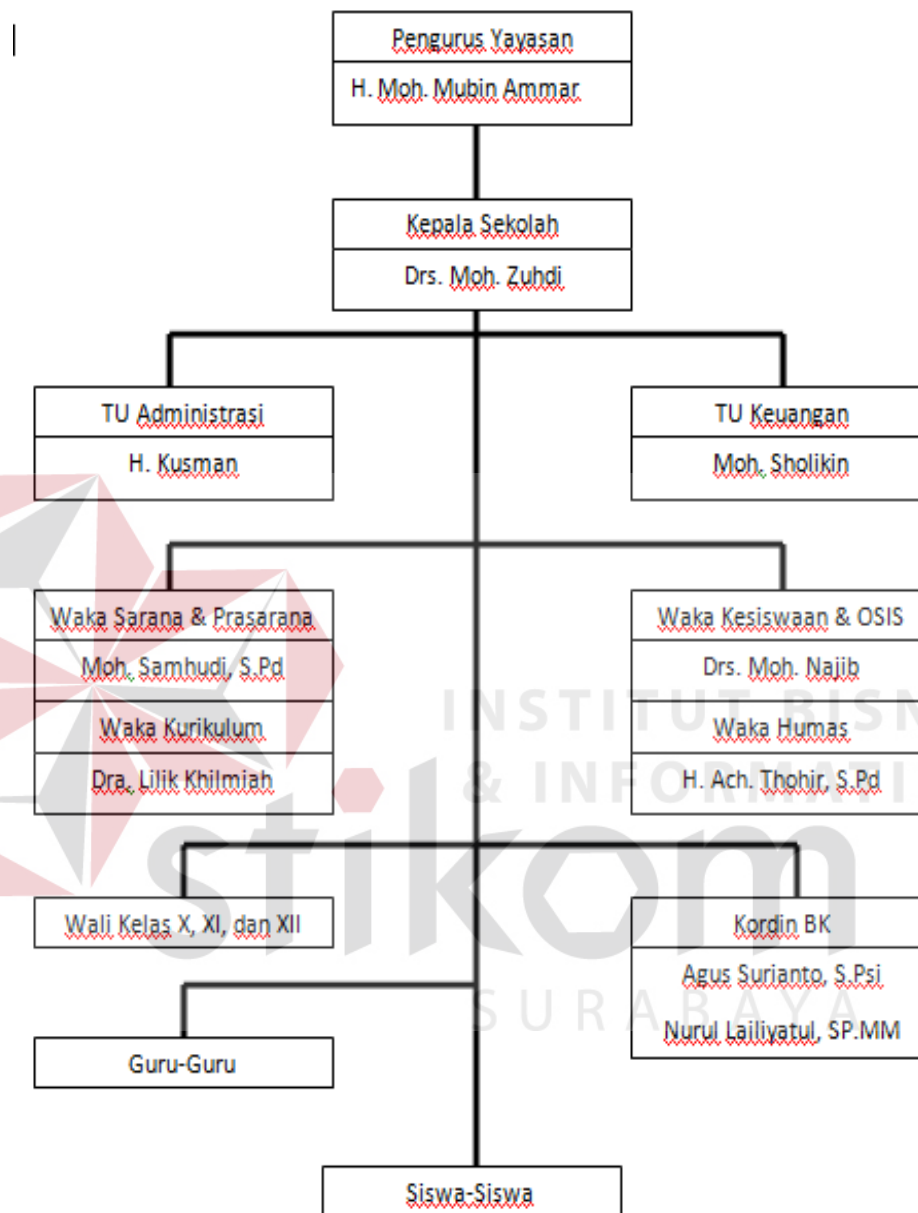 Pengurus Yayasan
H. Moh. Mubin Ammar
Kepala Sekolah
Drs. Moh. Zuhdi
TU Administrasi
H. Kusman
TU Keuangan
Moh. Sholikin
Waka Sarana & Prasarana
Moh. Samhudi, S.Pd
Waka Kurikulum
Dra. Lilik Khilmiah
Waka Kesiswaan & OSIS
Drs. Moh. Najib
Waka Humas
H. Ach. Thohir, S.Pd
Wali Kelas X, XI, dan XII
Kordin BK
Agus Surianto, S.Psi
Nurul Lailiyatul, SP.MM
Guru-Guru
Siswa-Siswa
INSTITUT BISN
& INFORMATI
stikom
SURABAYA